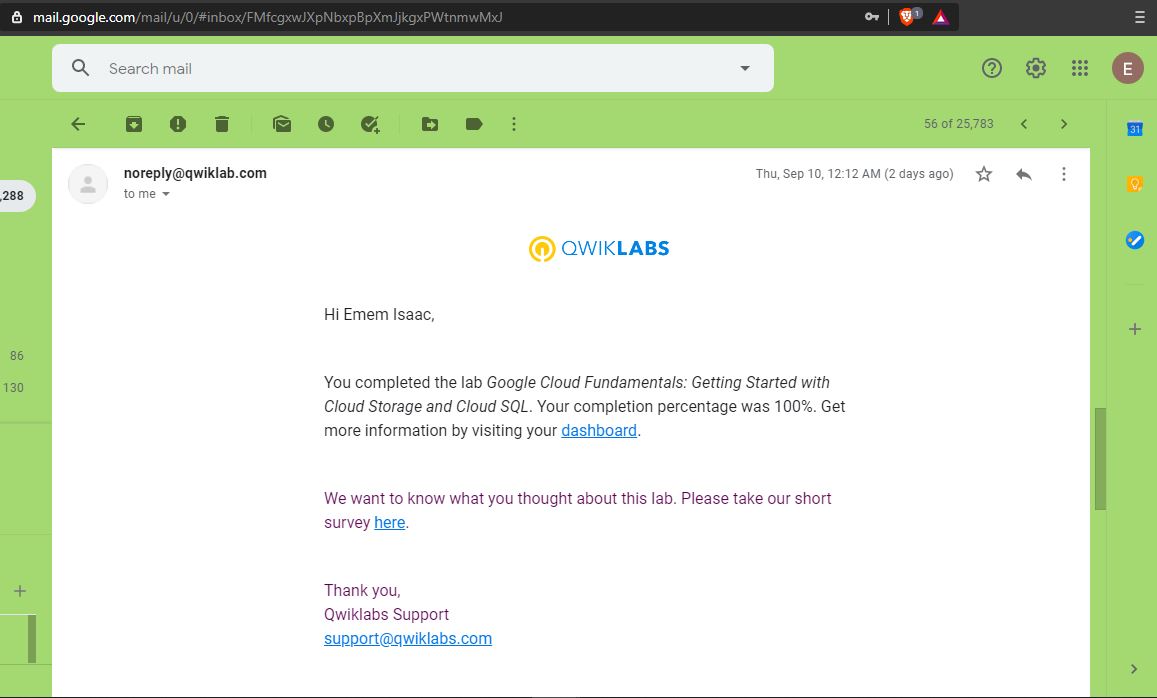 mail.google.com/mail/u/0/#inbox/FMfcgxwJXpNbxpBpXmJjkgxPWtnmwMxJ
1
Search mail
E
56 of 25,783
31
noreply@qwiklab.com
Thu, Sep 10, 12:12 AM (2 days ago)
to me
,288
QWIKLABS
Hi Emem Isaac,
86
You completed the lab Google Cloud Fundamentals: Getting Started with
130
Cloud Storage and Cloud SQL. Your completion percentage was 100%. Get
more information by visiting your dashboard.
We want to know what you thought about this lab. Please take our short
survey here.
Thank you,
Qwiklabs Support
support@qwiklabs.com